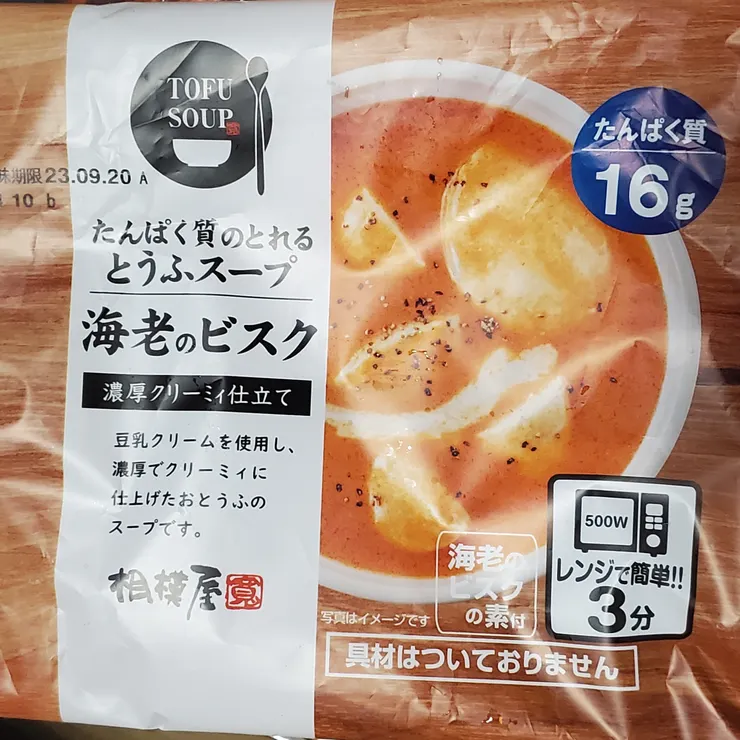 TOFU
SOUP
味期限23.09.20 A
10 b
たんぱく質のとれる
とうふスープ
海老のビスク
濃厚クリーミィ仕立て
豆乳クリームを使用し、
濃厚でクリーミィに
仕上げたおとうふの
スープです。
相模屋
たんぱく質
16g
500W
レンジで簡単!!
3分
海老の
ビスク
の素付
写真はイメージです
具材はついておりません